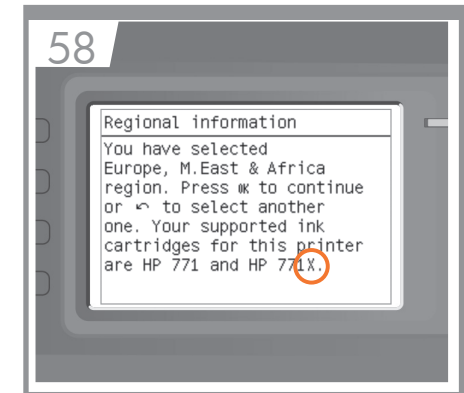 58
Regional information
You have selected
Europe, M.East & Africa
region. Press OK to continue
or ↶ to select another
one. Your supported ink
cartridges for this printer
are HP 771 and HP 771X.